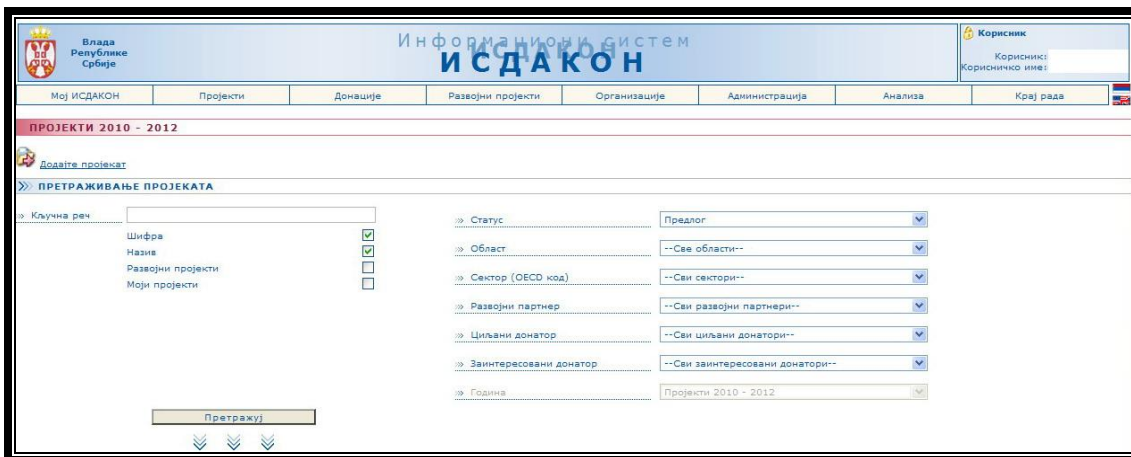 Влада
Републике
Србије
Информациони систем
ИСДАКОН
Корисник
Корисник:
Корисничко име:
Мој ИСДАКОН Пројекти Донације Развојни пројекти Организације Администрација Анализа Крај рада
ПРОЈЕКТИ 2010 - 2012
Додајте пројекат
ПРЕТРАЖИВАЊЕ ПРОЈЕКАТА
Кључна реч
Шифра
Назив
Развојни пројекти
Моји пројекти
Статус Предлог
Област --Све области--
Сектор (OECD код) --Сви сектори--
Развојни партнер --Сви развојни партнери--
Циљани донатор --Сви циљани донатори--
Заинтересовани донатор --Сви заинтересовани донатори--
Година Пројекти 2010 - 2012
Претражуј